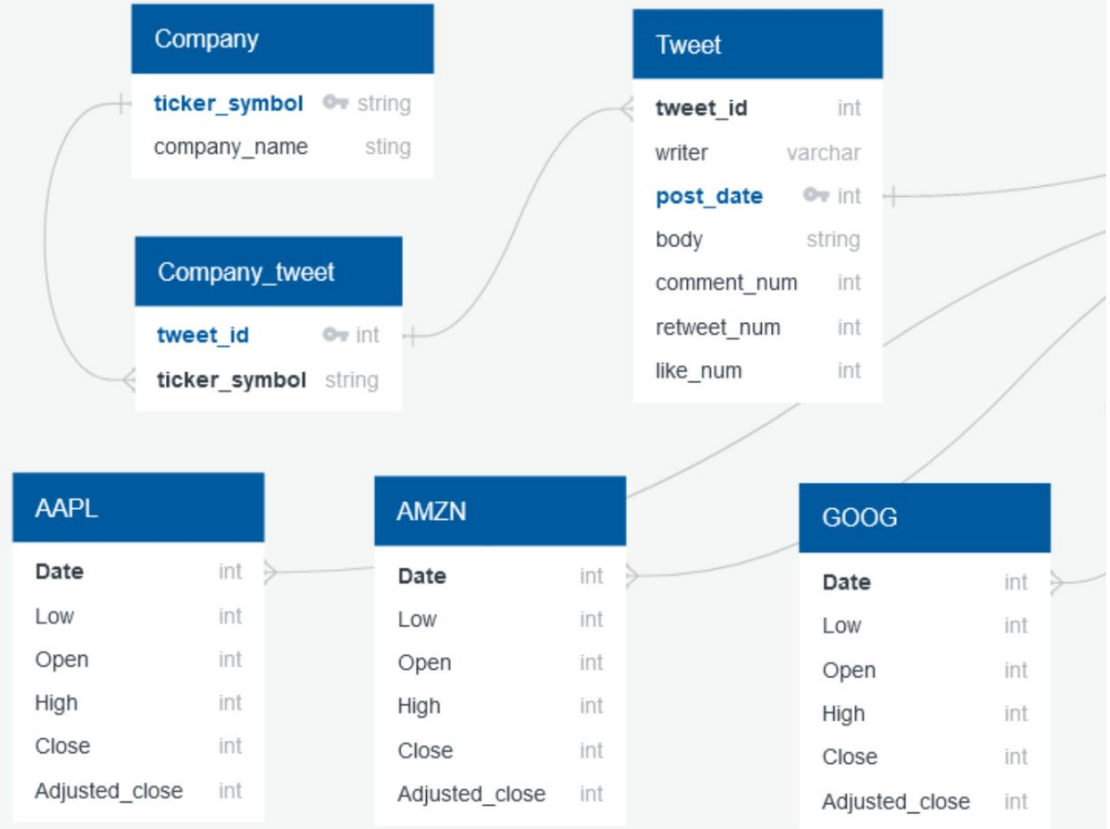 Company
ticker_symbol string
company_name sting
Company_tweet
tweet_id int
ticker_symbol string
Tweet
tweet_id int
writer varchar
post_date int
body string
comment_num int
retweet_num int
like_num int
AAPL
Date int
Low int
Open int
High int
Close int
Adjusted_close int
AMZN
Date int
Low int
Open int
High int
Close int
Adjusted_close int
GOOG
Date int
Low int
Open int
High int
Close int
Adjusted_close int